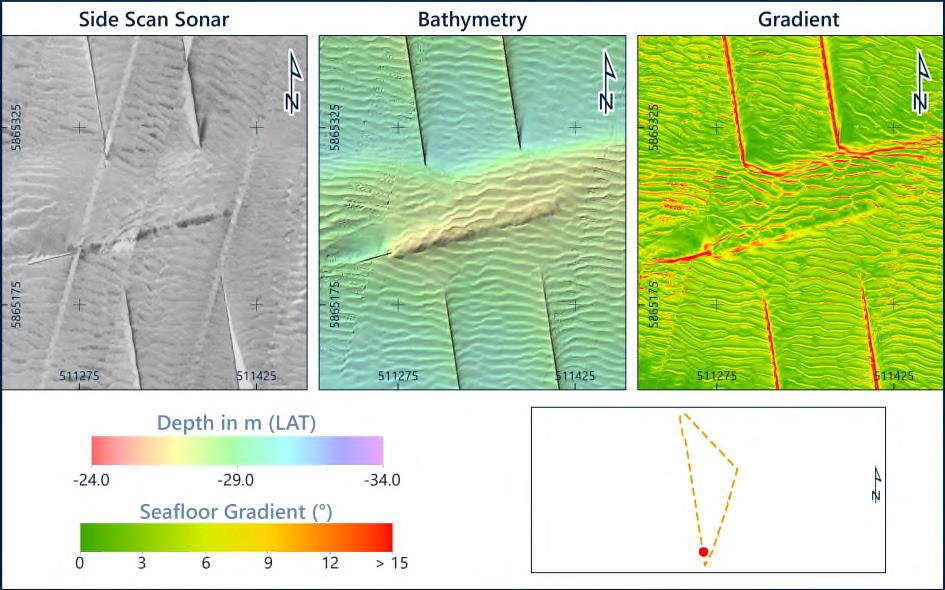 Side Scan Sonar
Bathymetry
Gradient
N
N
N
5865325
5865325
5865325
5865175
5865175
5865175
511275
511425
511275
511425
511275
511425
Depth in m (LAT)
-24.0
-29.0
-34.0
Seafloor Gradient (°)
0
3
6
9
12
> 15
N